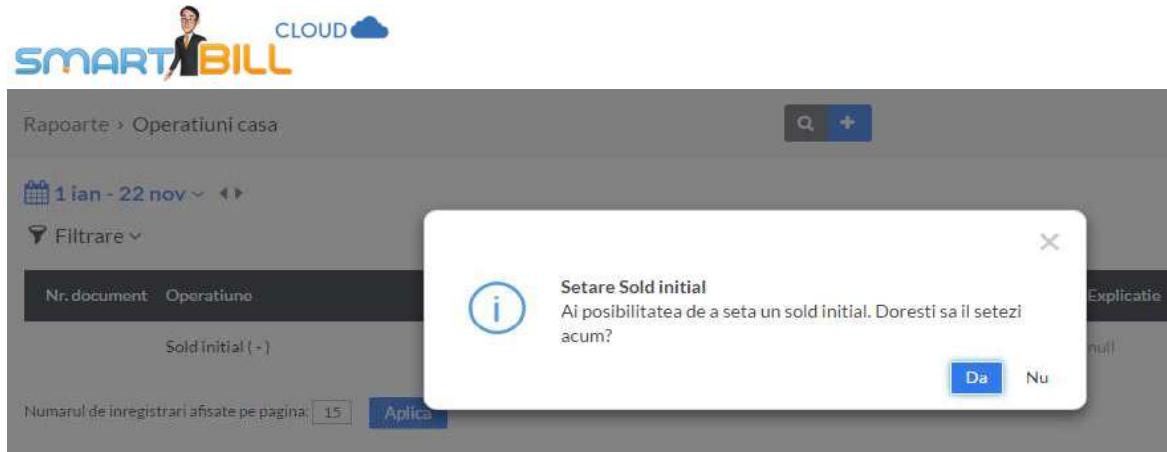 CLOUD
SMART BILL
Rapoarte › Operatiuni casa
1 ian - 22 nov
Filtrare
Setare Sold initial
Ai posibilitatea de a seta un sold initial. Doresti sa il setezi
acum?
Da Nu
Nr. document Operatiune Explicatie
Sold initial ( - ) null
Numarul de inregistrari afisate pe pagina: 15 Aplica